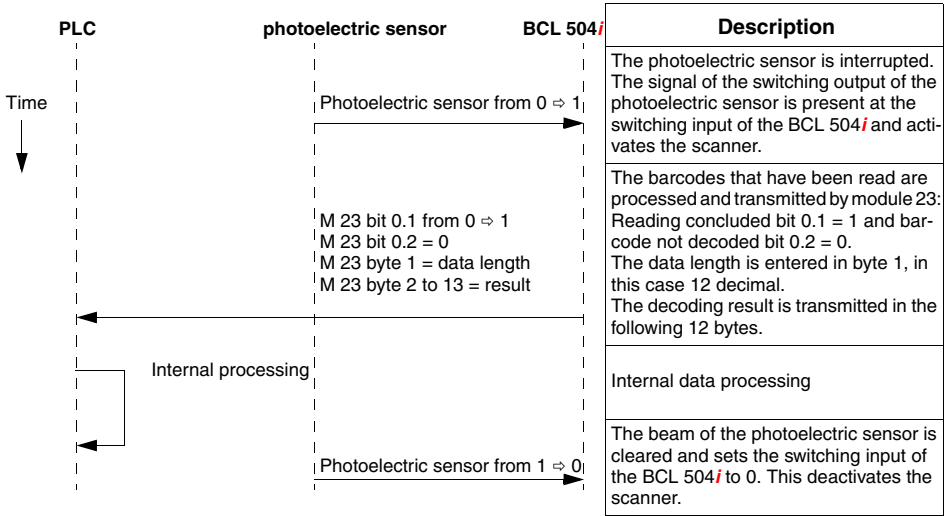 PLC
photoelectric sensor
BCL 504i
Description
Time
Photoelectric sensor from 0 ⇨ 1
The photoelectric sensor is interrupted.
The signal of the switching output of the
photoelectric sensor is present at the
switching input of the BCL 504i and acti-
vates the scanner.
M 23 bit 0.1 from 0 ⇨ 1
M 23 bit 0.2 = 0
M 23 byte 1 = data length
M 23 byte 2 to 13 = result
The barcodes that have been read are
processed and transmitted by module 23:
Reading concluded bit 0.1 = 1 and bar-
code not decoded bit 0.2 = 0.
The data length is entered in byte 1, in
this case 12 decimal.
The decoding result is transmitted in the
following 12 bytes.
Internal processing
Internal data processing
Photoelectric sensor from 1 ⇨ 0
The beam of the photoelectric sensor is
cleared and sets the switching input of
the BCL 504i to 0. This deactivates the
scanner.